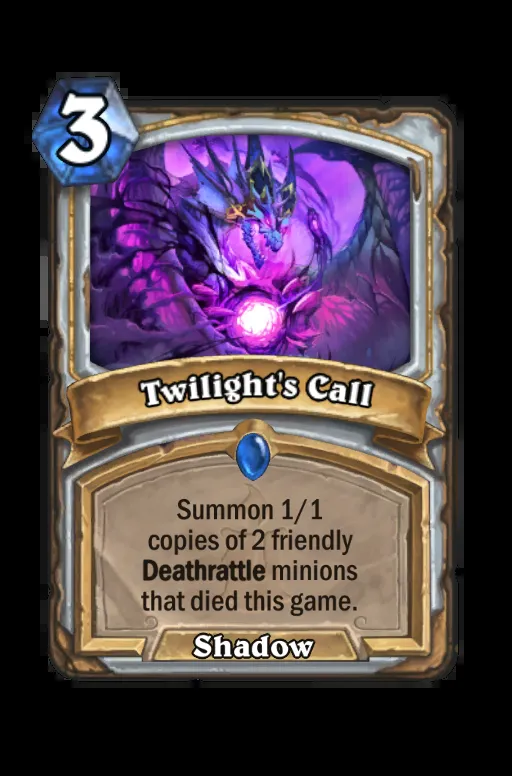 3
Twilight's Call
Summon 1/1
copies of 2 friendly
Deathrattle minions
that died this game.
Shadow